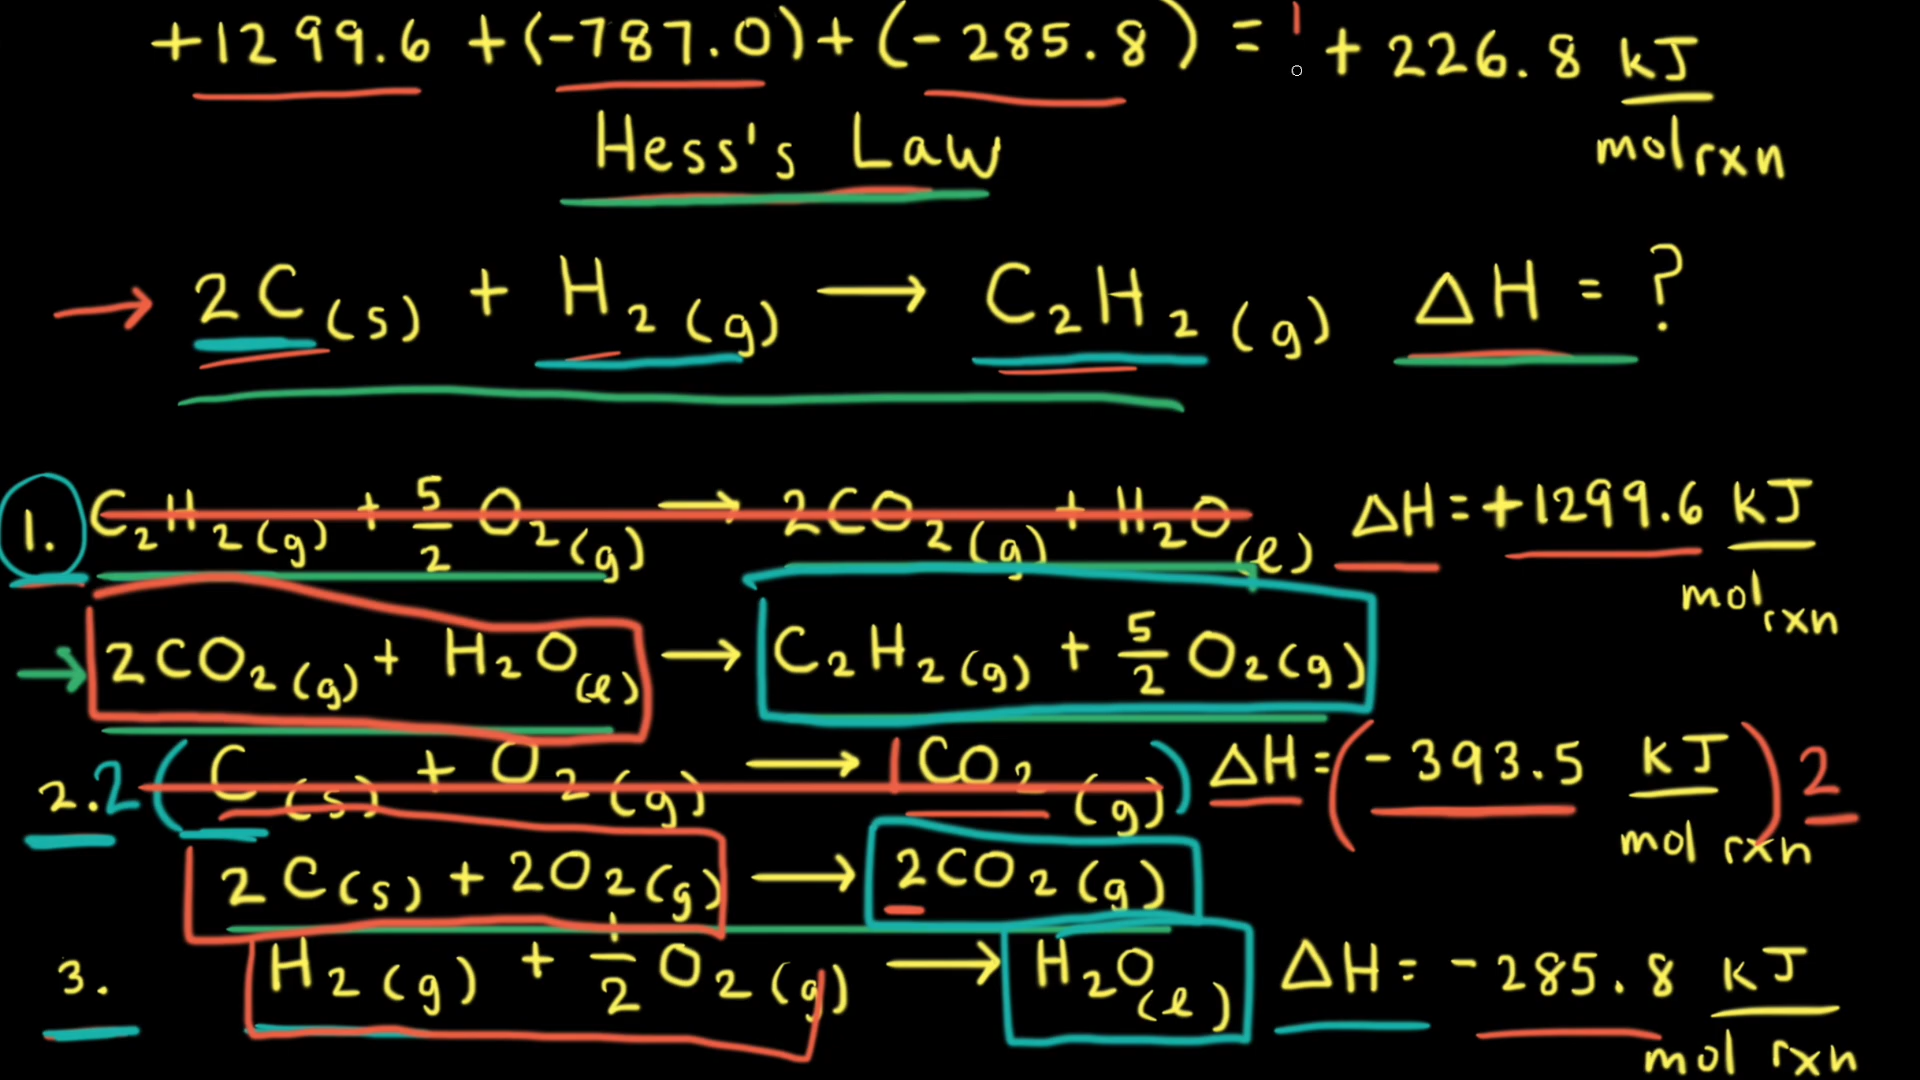 +1299.6 +(-787.0)+(-285.8) = +226.8 kJ/mol rxn
Hess's Law
→ 2C(s) + H₂(g) → C₂H₂(g) ΔH = ?
1. C₂H₂(g) + 5/2 O₂(g) → 2CO₂(g) + H₂O(l) ΔH = +1299.6 kJ/mol rxn
→ 2CO₂(g) + H₂O(l) → C₂H₂(g) + 5/2 O₂(g)
2. 2(C(s) + O₂(g) → 1CO₂(g)) ΔH = (-393.5 kJ/mol rxn)2
2C(s) + 2O₂(g) → 2CO₂(g)
3. H₂(g) + 1/2 O₂(g) → H₂O(l) ΔH = -285.8 kJ/mol rxn